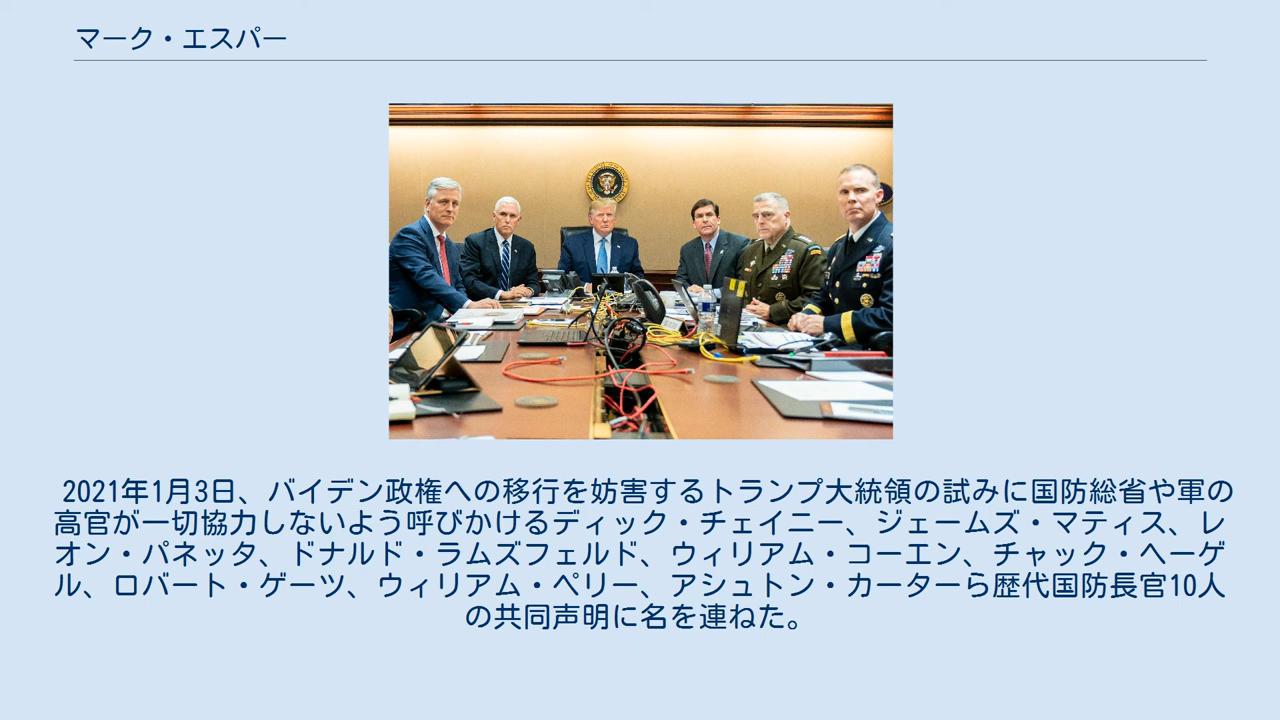 マーク・エスパー
2021年1月3日、バイデン政権への移行を妨害するトランプ大統領の試みに国防総省や軍の
高官が一切協力しないよう呼びかけるディック・チェイニー、ジェームズ・マティス、レ
オン・パネッタ、ドナルド・ラムズフェルド、ウィリアム・コーエン、チャック・ヘーゲ
ル、ロバート・ゲーツ、ウィリアム・ペリー、アシュトン・カーターら歴代国防長官10人
の共同声明に名を連ねた。